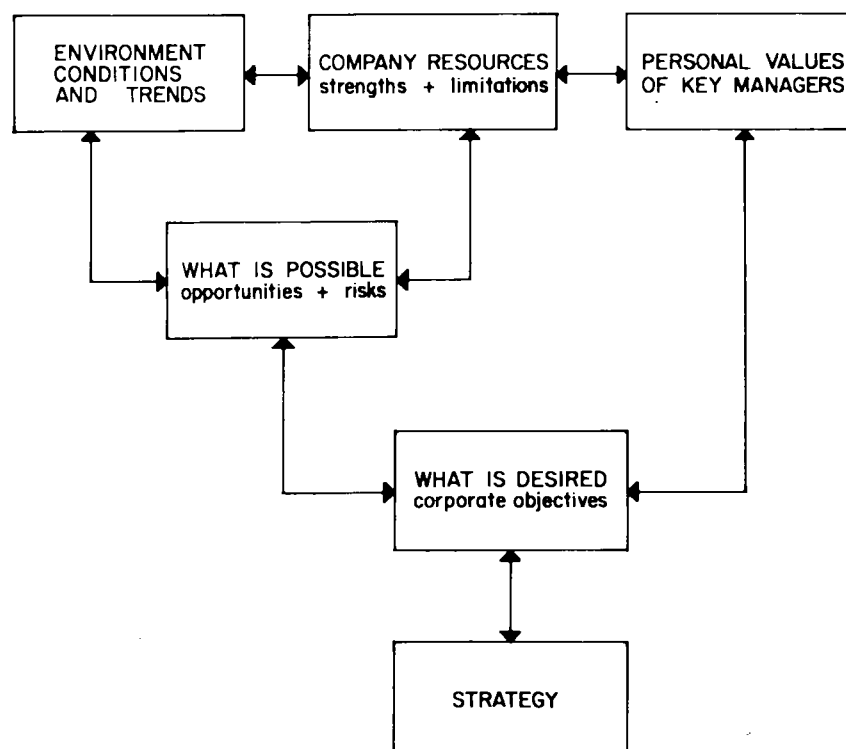 ENVIRONMENT
CONDITIONS
AND TRENDS
COMPANY RESOURCES
strengths + limitations
PERSONAL VALUES
OF KEY MANAGERS
WHAT IS POSSIBLE
opportunities + risks
WHAT IS DESIRED
corporate objectives
STRATEGY